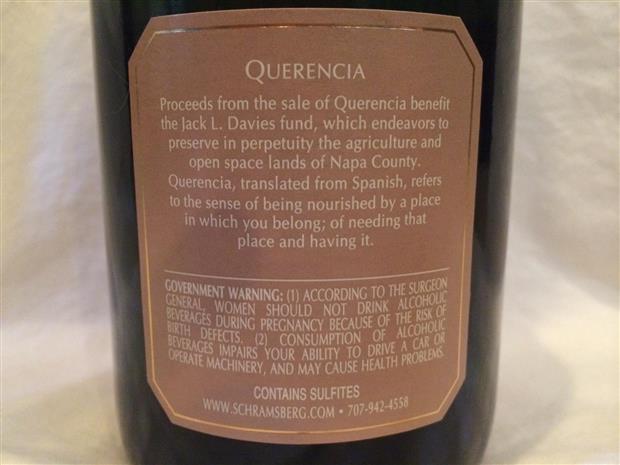 QUERENCIA
Proceeds from the sale of Querencia benefit
the Jack L. Davies fund, which endeavors to
preserve in perpetuity the agriculture and
open space lands of Napa County.
Querencia, translated from Spanish, refers
to the sense of being nourished by a place
in which you belong; of needing that
place and having it.
GOVERNMENT WARNING: (1) ACCORDING TO THE SURGEON
GENERAL, WOMEN SHOULD NOT DRINK ALCOHOLIC
BEVERAGES DURING PREGNANCY BECAUSE OF THE RISK OF
BIRTH DEFECTS. (2) CONSUMPTION OF ALCOHOLIC
BEVERAGES IMPAIRS YOUR ABILITY TO DRIVE A CAR OR
OPERATE MACHINERY, AND MAY CAUSE HEALTH PROBLEMS.
CONTAINS SULFITES
WWW.SCHRAMSBERG.COM • 707-942-4558